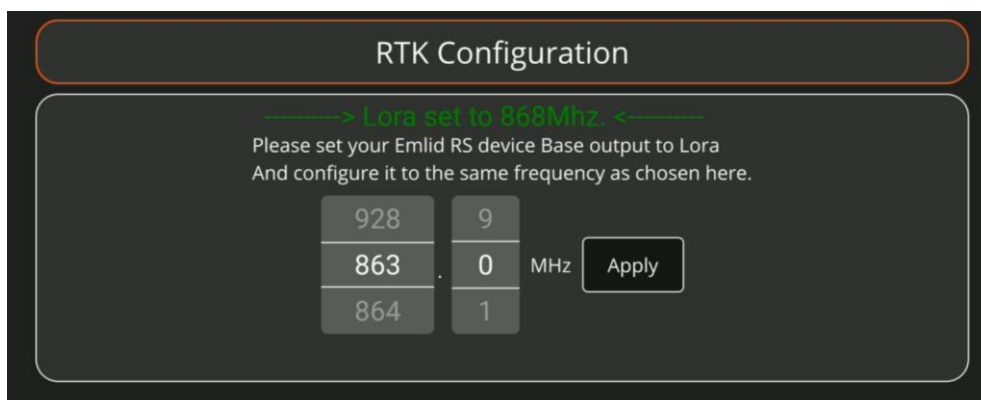 RTK Configuration
----------> Lora set to 868Mhz. <----------
Please set your Emlid RS device Base output to Lora
And configure it to the same frequency as chosen here.
928 9
863 . 0 MHz Apply
864 1